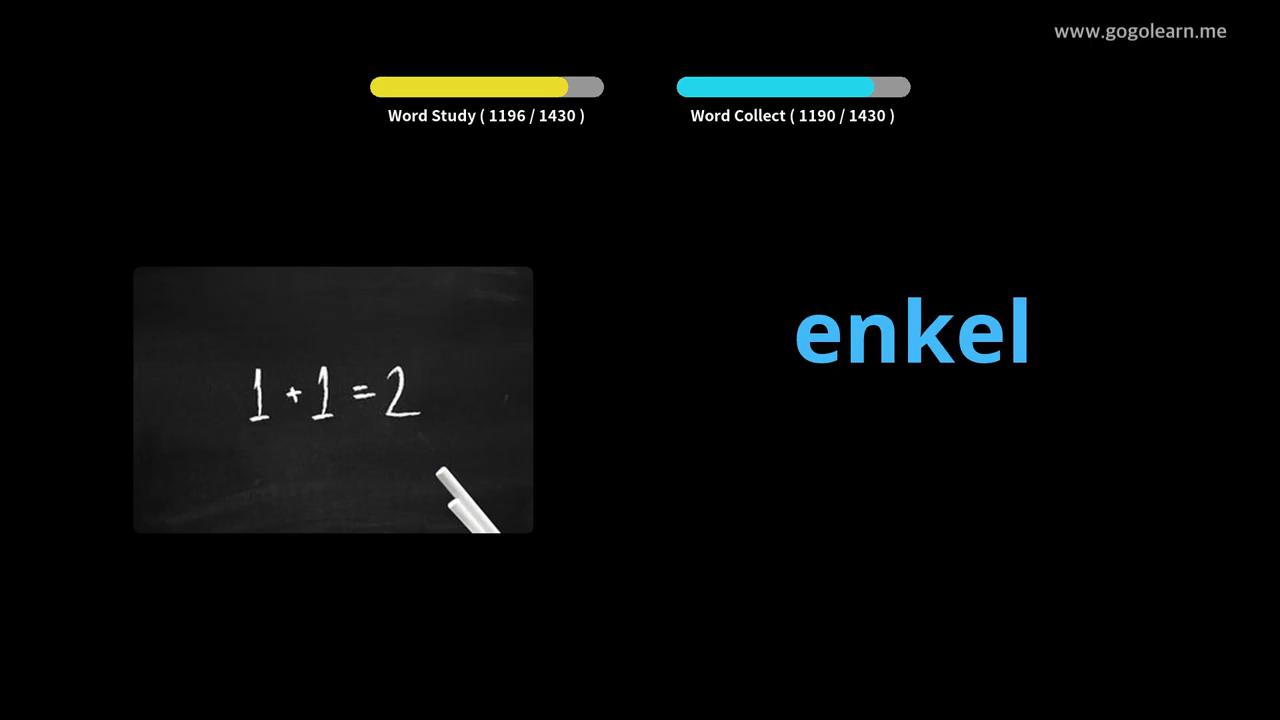 www.gogolearn.me
Word Study ( 1196 / 1430 )
Word Collect ( 1190 / 1430 )
enkel
1 + 1 = 2